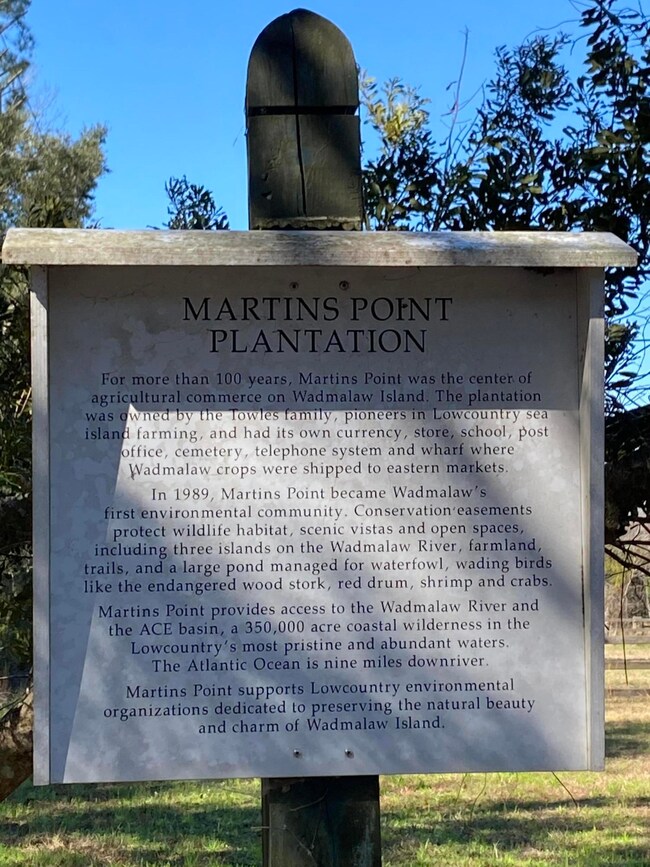 MARTINS POINT
PLANTATION
For more than 100 years, Martins Point was the center of
agricultural commerce on Wadmalaw Island. The plantation
was owned by the Towles family, pioneers in Lowcountry sea
island farming, and had its own currency, store, school, post
office, cemetery, telephone system and wharf where
Wadmalaw crops were shipped to eastern markets.
In 1989, Martins Point became Wadmalaw's
first environmental community. Conservation easements
protect wildlife habitat, scenic vistas and open spaces,
including three islands on the Wadmalaw River, farmland,
trails, and a large pond managed for waterfowl, wading birds
like the endangered wood stork, red drum, shrimp and crabs.
Martins Point provides access to the Wadmalaw River and
the ACE basin, a 350,000 acre coastal wilderness in the
Lowcountry's most pristine and abundant waters.
The Atlantic Ocean is nine miles downriver.
Martins Point supports Lowcountry environmental
organizations dedicated to preserving the natural beauty
and charm of Wadmalaw Island.